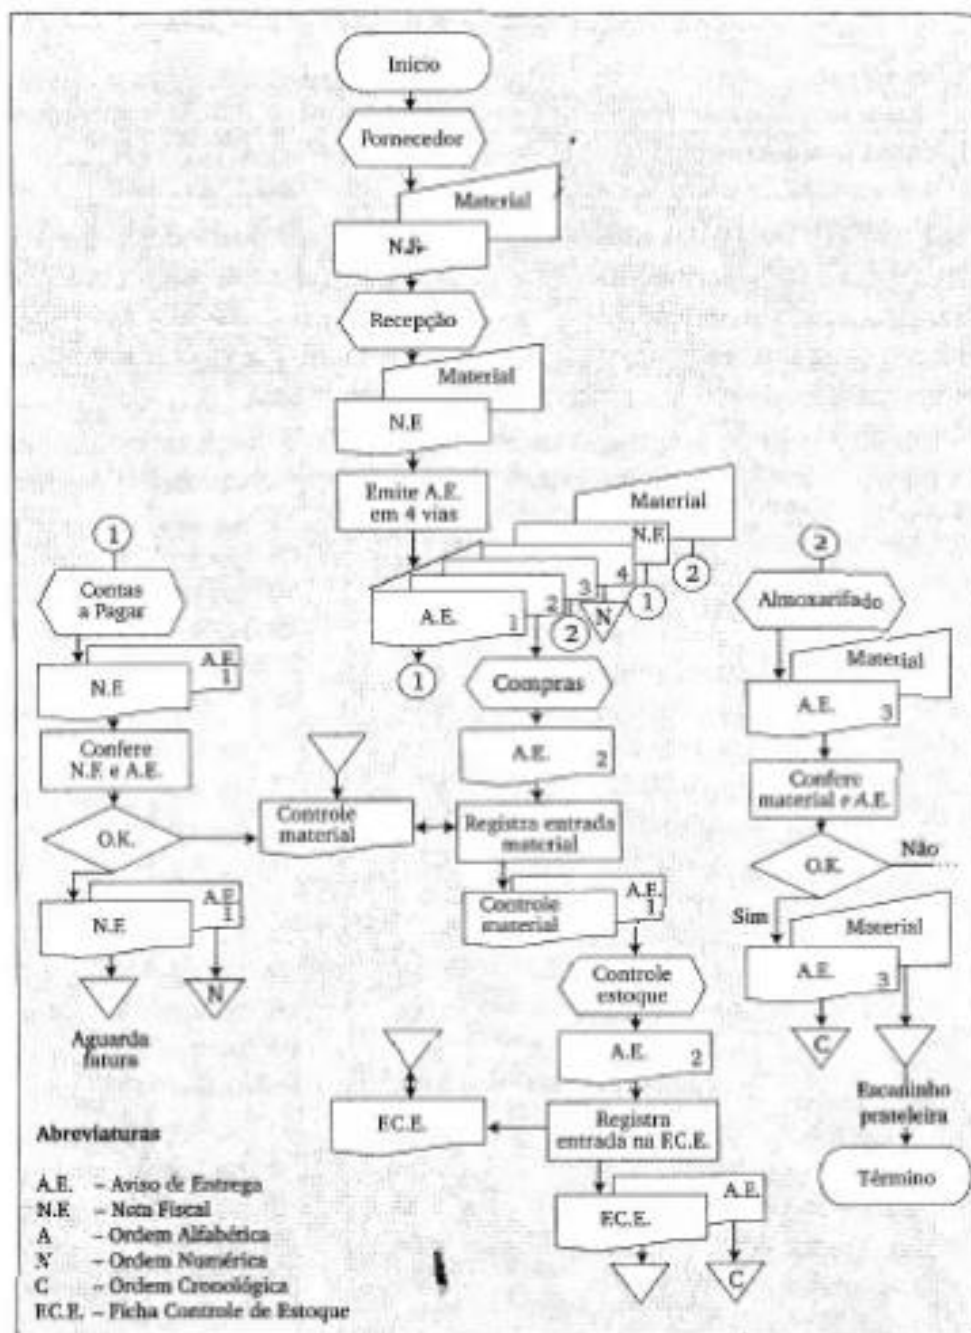 Início
Fornecedor
Material
N.F.
Recepção
Material
N.F.
Emite A.E.
em 4 vias
Material
N.F.
4
3
2
A.E.
1
2
1
2
N
1
1
Contas
a Pagar
A.E.
1
N.F.
Confere
N.F. e A.E.
O.K.
A.E.
1
N.F.
N
Aguarda
fatura
Controle
material
Compras
A.E.
2
Registra entrada
material
A.E.
1
Controle
material
Controle
estoque
A.E.
2
Registra
entrada na F.C.E.
F.C.E.
A.E.
F.C.E.
C
2
Almoxarifado
Material
A.E.
3
Confere
material e A.E.
O.K.
Não
Sim
Material
A.E.
3
C
Escaninho
prateleira
Término
Abreviaturas
A.E. – Aviso de Entrega
N.F. – Nota Fiscal
A – Ordem Alfabética
N – Ordem Numérica
C – Ordem Cronológica
F.C.E. – Ficha Controle de Estoque